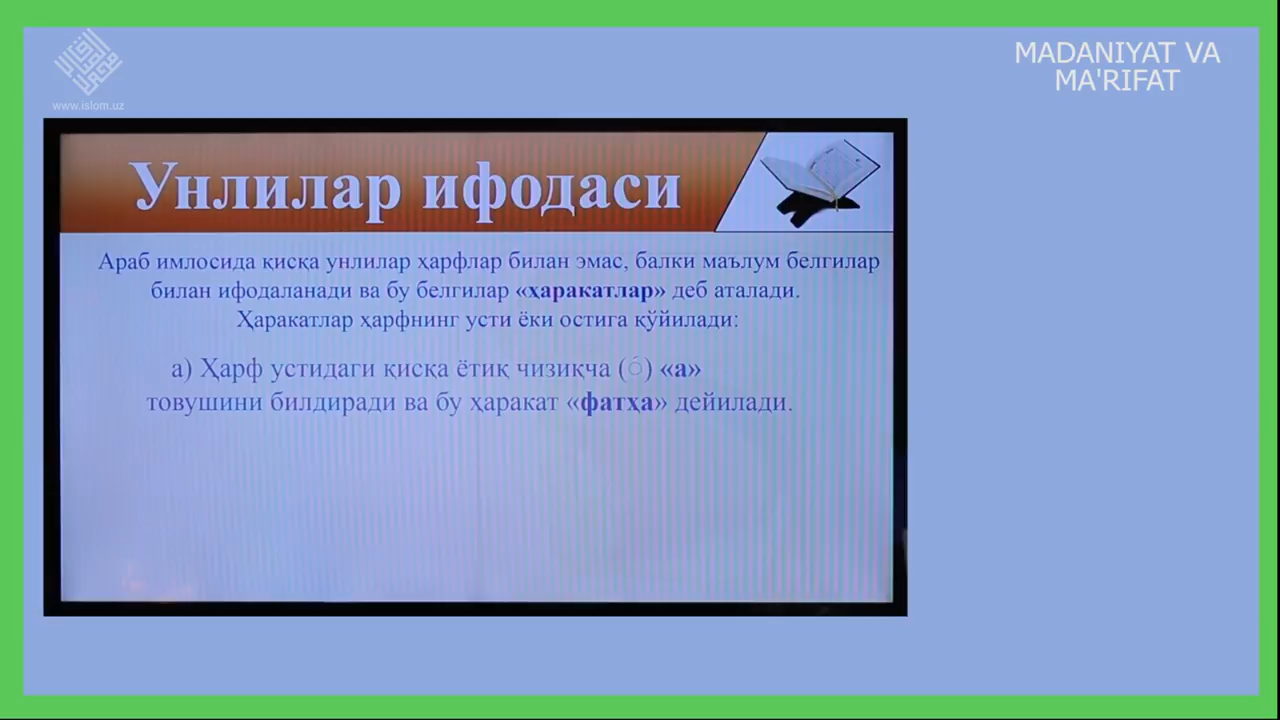 www.islom.uz
MADANIYAT VA
MA'RIFAT
Унлилар ифодаси
Араб имлосида қисқа унлилар ҳарфлар билан эмас, балки маълум белгилар
билан ифодаланади ва бу белгилар «ҳаракатлар» деб аталади.
Ҳаракатлар ҳарфнинг усти ёки остига қўйилади:
а) Ҳарф устидаги қисқа ётиқ чизиқча (َ) «а»
товушини билдиради ва бу ҳаракат «фатҳа» дейилади.